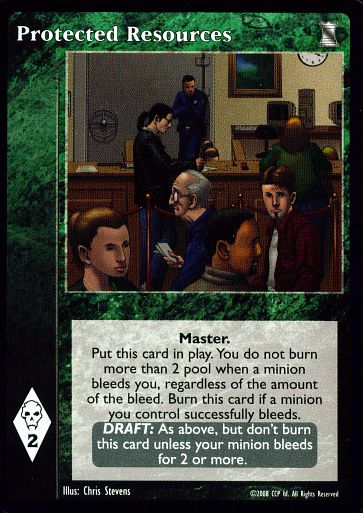 Protected Resources
Master.
Put this card in play. You do not burn
more than 2 pool when a minion
bleeds you, regardless of the amount
of the bleed. Burn this card if a minion
you control successfully bleeds.
DRAFT: As above, but don't burn
this card unless your minion bleeds
for 2 or more.
2
Illus: Chris Stevens
©2008 CCP hf. All Rights Reserved